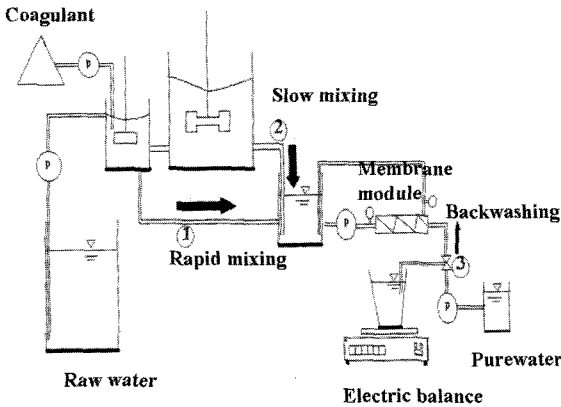 Coagulant
p
Slow mixing
2
p
Membrane
module
Backwashing
1
Rapid mixing
p
3
p
Raw water
Electric balance
Purewater